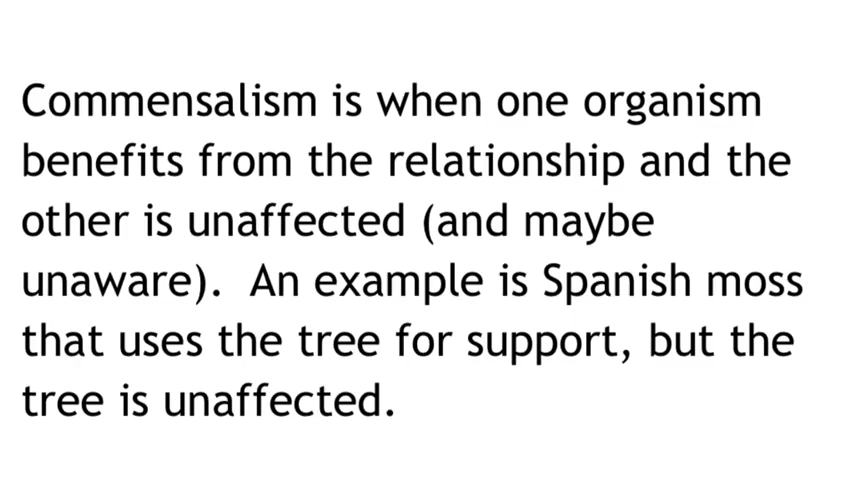 Commensalism is when one organism
benefits from the relationship and the
other is unaffected (and maybe
unaware).  An example is Spanish moss
that uses the tree for support, but the
tree is unaffected.